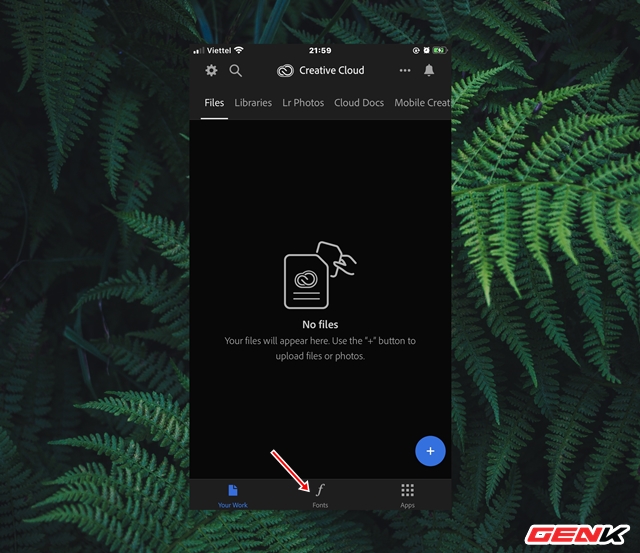 Viettel 21:59
Creative Cloud
Files Libraries Lr Photos Cloud Docs Mobile Creat
No files
Your files will appear here. Use the "+" button to
upload files or photos.
+
f
Your Work Fonts Apps
GENK